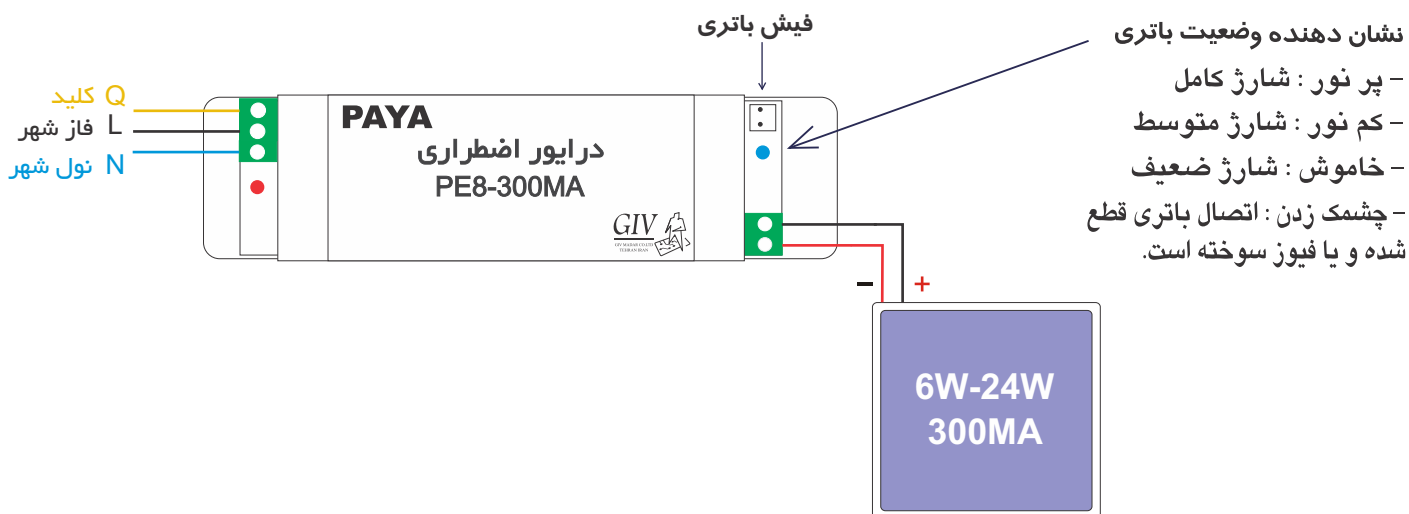 فیش باتری
نشان دهنده وضعیت باتری
- پر نور : شارژ کامل
- کم نور : شارژ متوسط
- خاموش : شارژ ضعیف
- چشمک زدن : اتصال باتری قطع
شده و یا فیوز سوخته است.
Q کلید
L فاز شهر
N نول شهر
PAYA
درایور اضطراری
PE8-300MA
GIV
- +
6W-24W
300MA